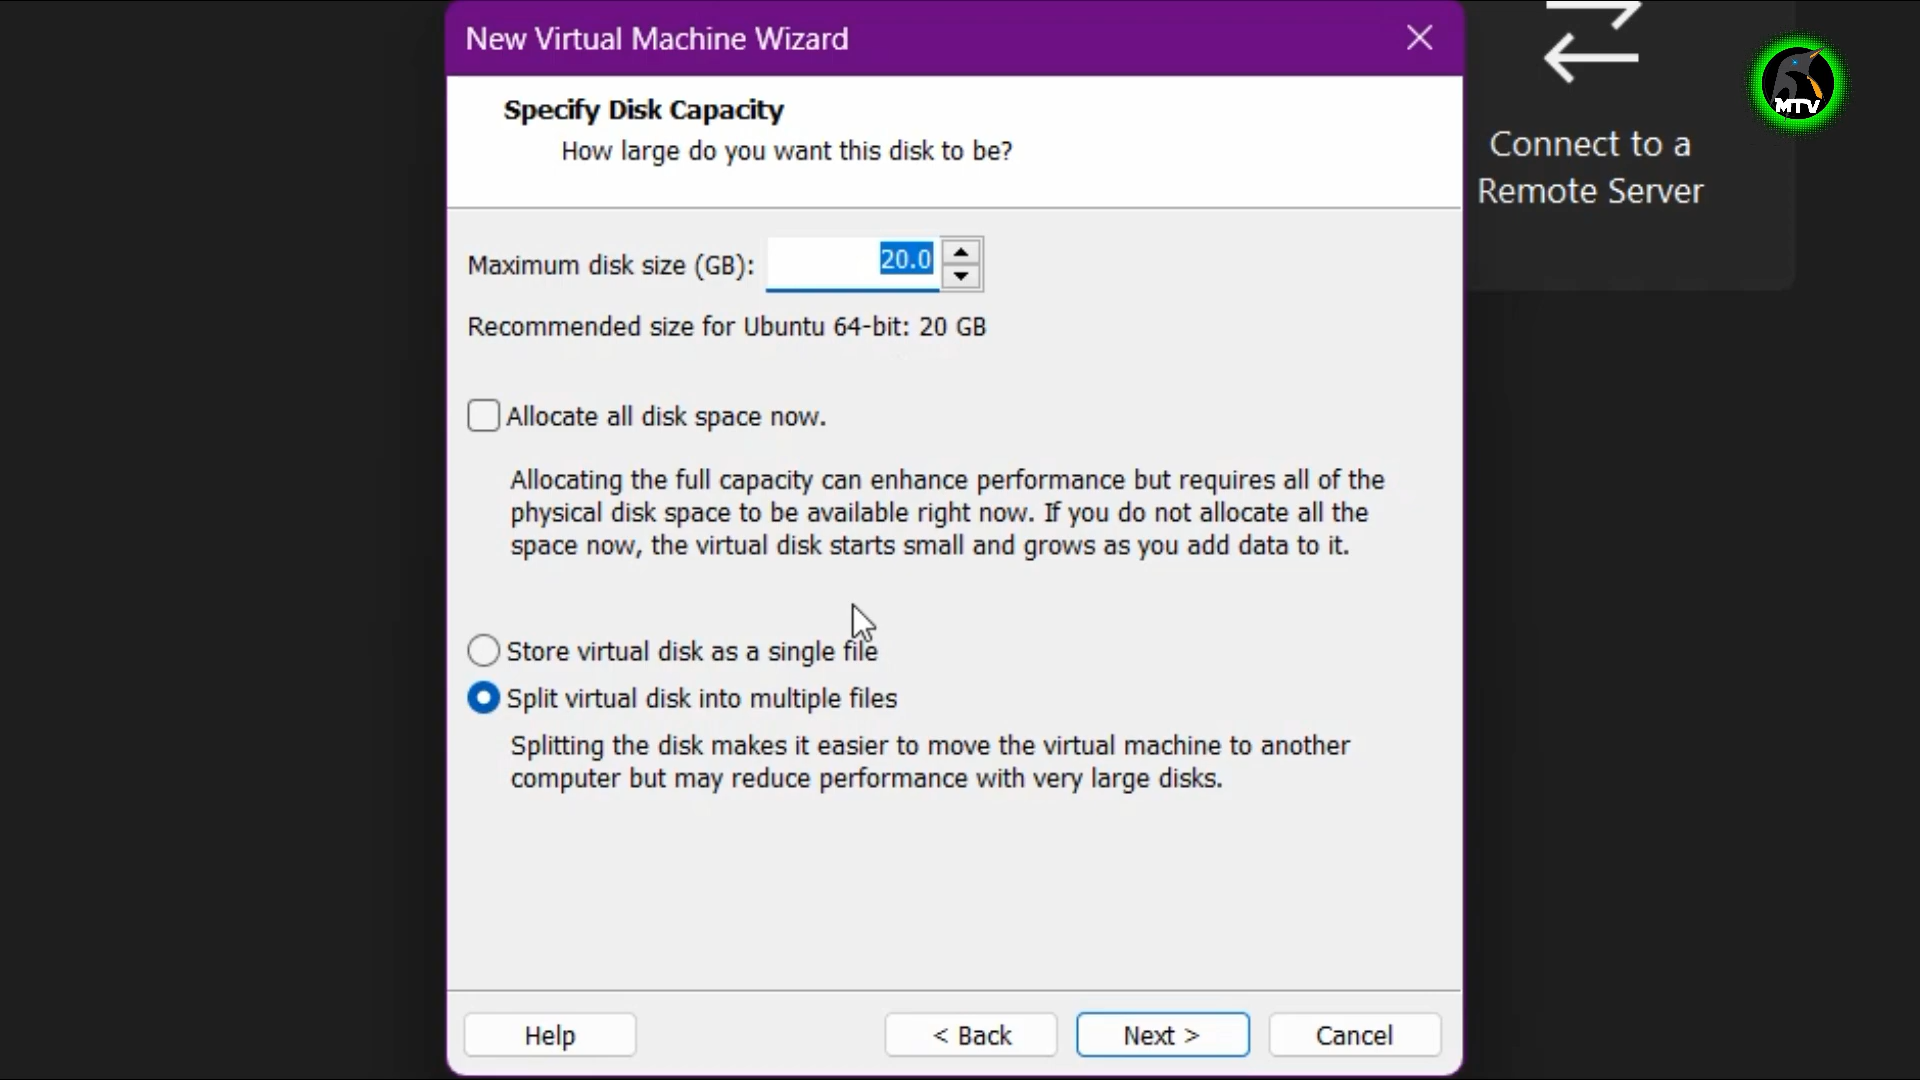 New Virtual Machine Wizard
Specify Disk Capacity
How large do you want this disk to be?
Maximum disk size (GB): 20.0
Recommended size for Ubuntu 64-bit: 20 GB
Allocate all disk space now.
Allocating the full capacity can enhance performance but requires all of the
physical disk space to be available right now. If you do not allocate all the
space now, the virtual disk starts small and grows as you add data to it.
Store virtual disk as a single file
Split virtual disk into multiple files
Splitting the disk makes it easier to move the virtual machine to another
computer but may reduce performance with very large disks.
Help
< Back
Next >
Cancel
Connect to a
Remote Server
MTV